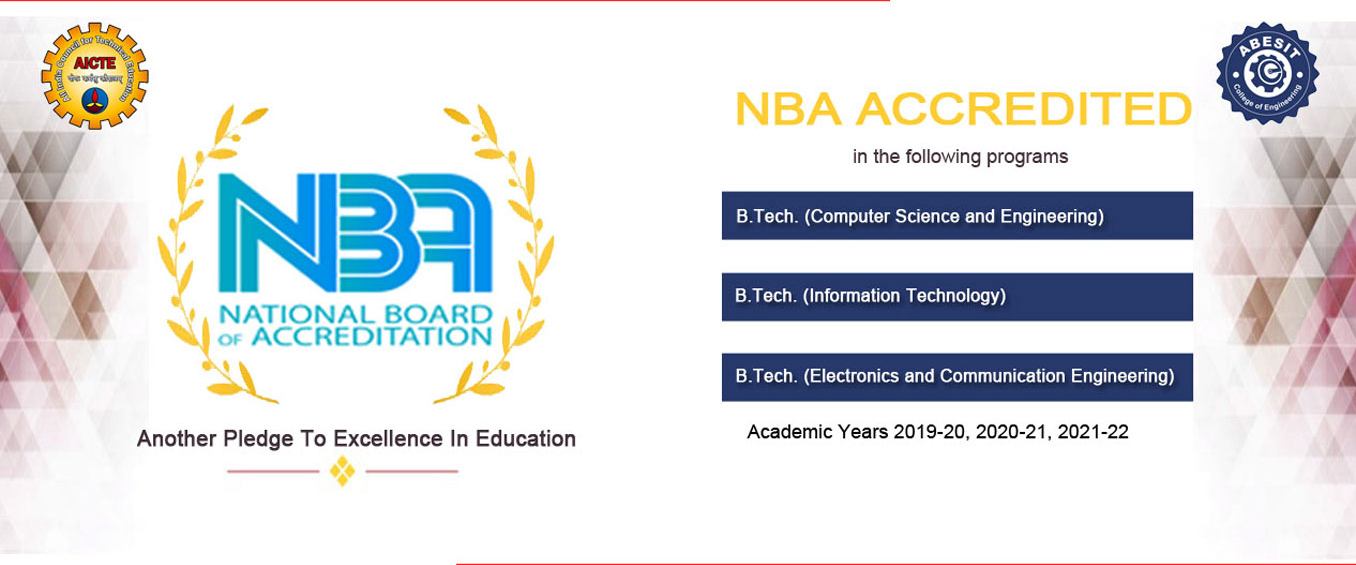 All India Council for Technical Education
AICTE
योगः कर्मसु कौशलम्
NBA
NATIONAL BOARD
OF ACCREDITATION
Another Pledge To Excellence In Education
NBA ACCREDITED
in the following programs
B.Tech. (Computer Science and Engineering)
B.Tech. (Information Technology)
B.Tech. (Electronics and Communication Engineering)
Academic Years 2019-20, 2020-21, 2021-22
ABESIT
College of Engineering